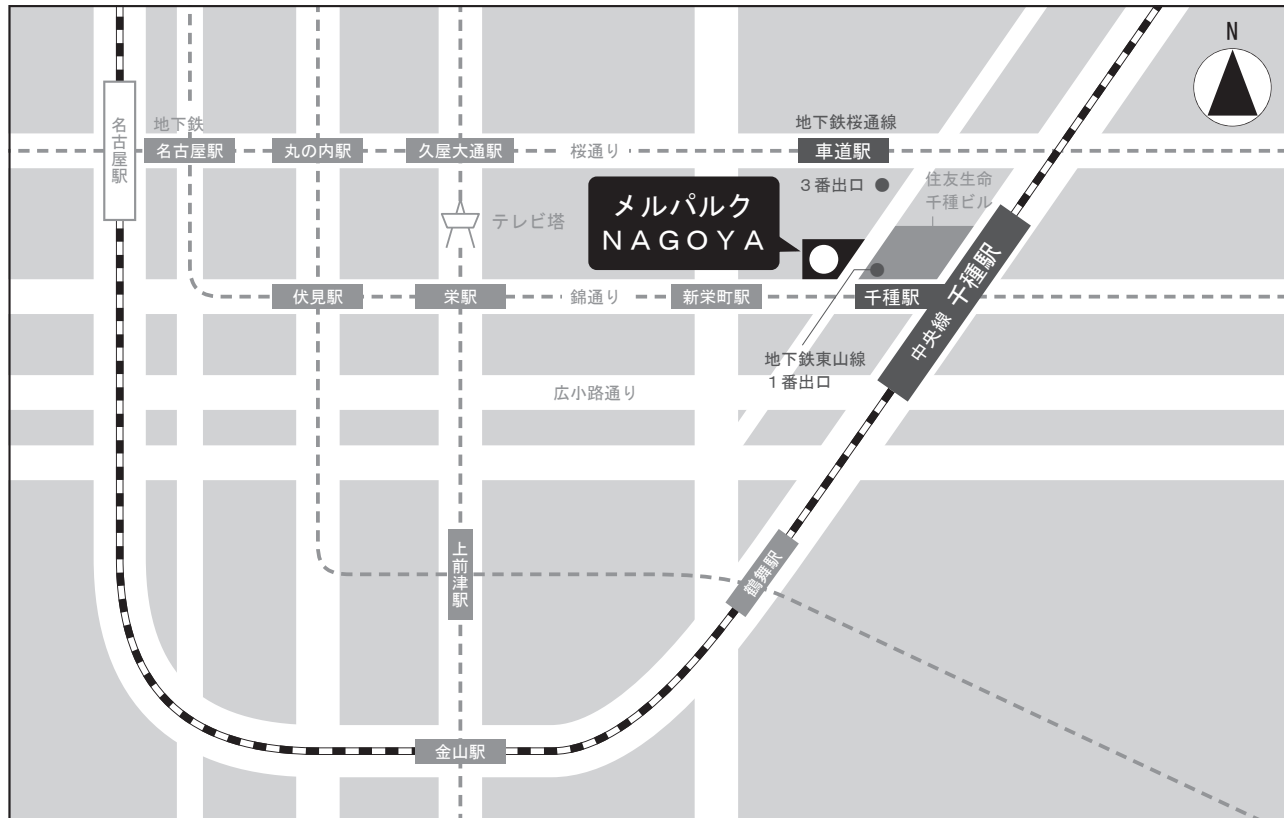 N
地下鉄桜通線
地下鉄
名古屋駅
名古屋駅
丸の内駅
久屋大通駅
桜通り
車道駅
3番出口
住友生命
千種ビル
メルパルク
NAGOYA
テレビ塔
中央線 千種駅
伏見駅
栄駅
錦通り
新栄町駅
千種駅
地下鉄東山線
1番出口
広小路通り
上前津駅
鶴舞駅
金山駅